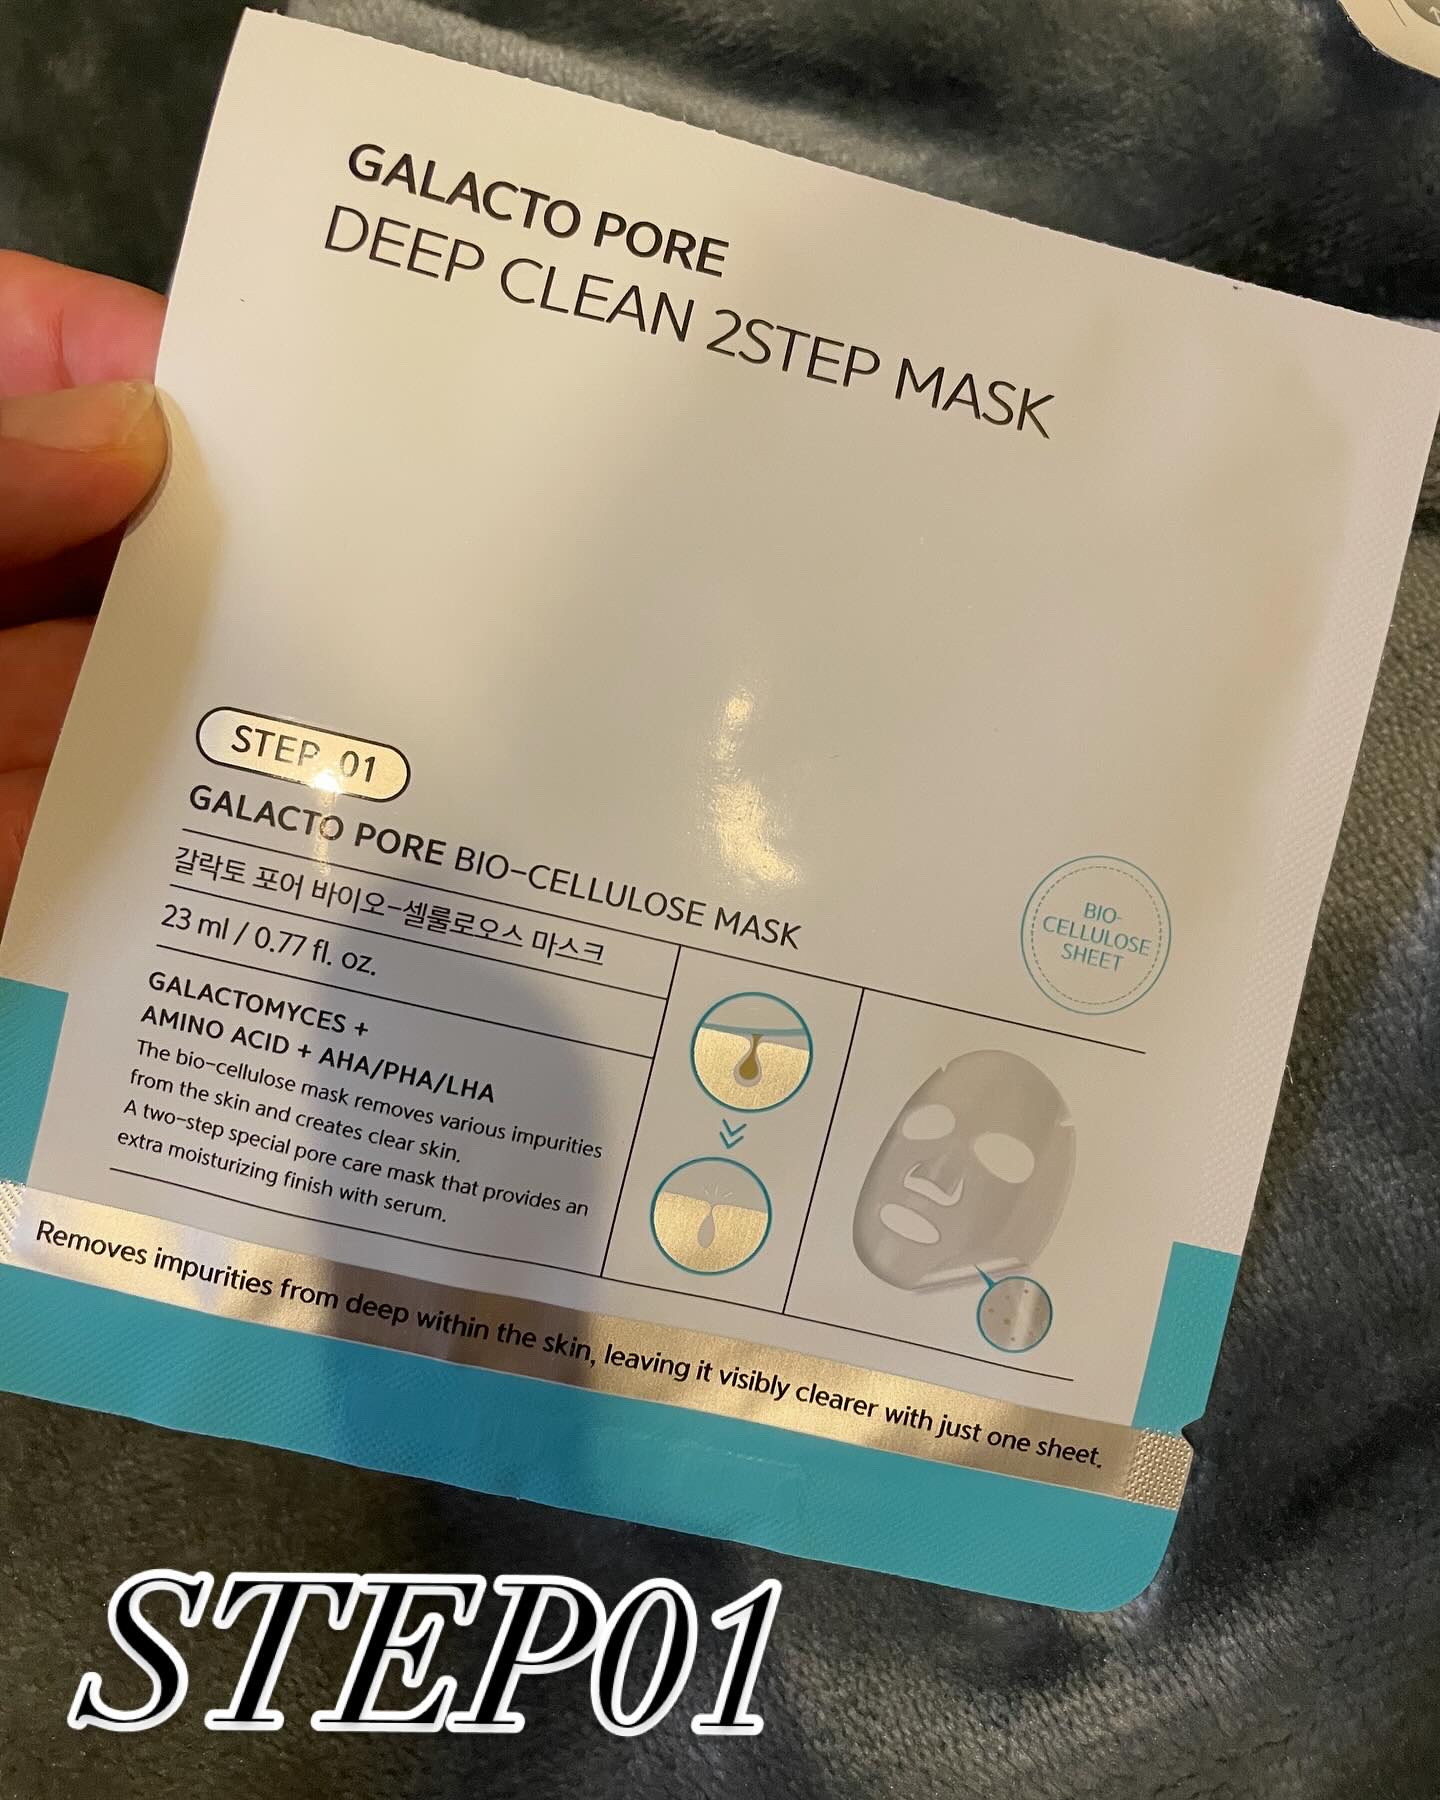 GALACTO PORE
DEEP CLEAN 2STEP MASK
STEP 01
GALACTO PORE BIO-CELLULOSE MASK
갈락토 포어 바이오-셀룰로오스 마스크
23 ml / 0.77 fl. oz.
GALACTOMYCES +
AMINO ACID + AHA/PHA/LHA
The bio-cellulose mask removes various impurities
from the skin and creates clear skin.
A two-step special pore care mask that provides an
extra moisturizing finish with serum.
BIO-
CELLULOSE
SHEET
Removes impurities from deep within the skin, leaving it visibly clearer with just one sheet.
STEP01